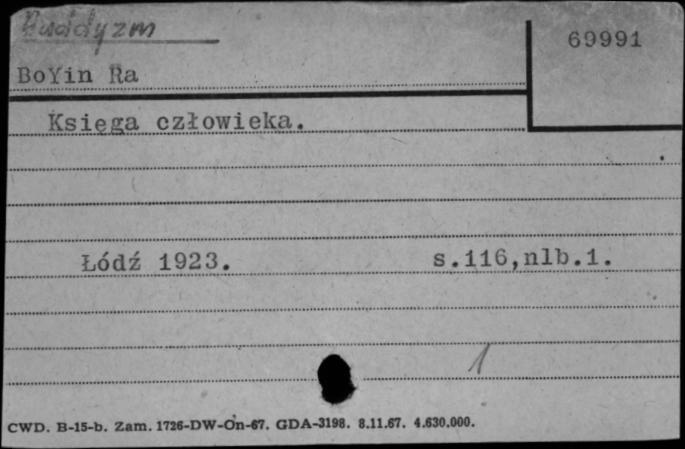 Buddyzm
69991
BoYin Ra
Księga człowieka.
Łódź 1923. s.116,nlb.1.
1
CWD. B-15-b. Zam. 1726-DW-On-67. GDA-3198. 8.11.67. 4.630.000.